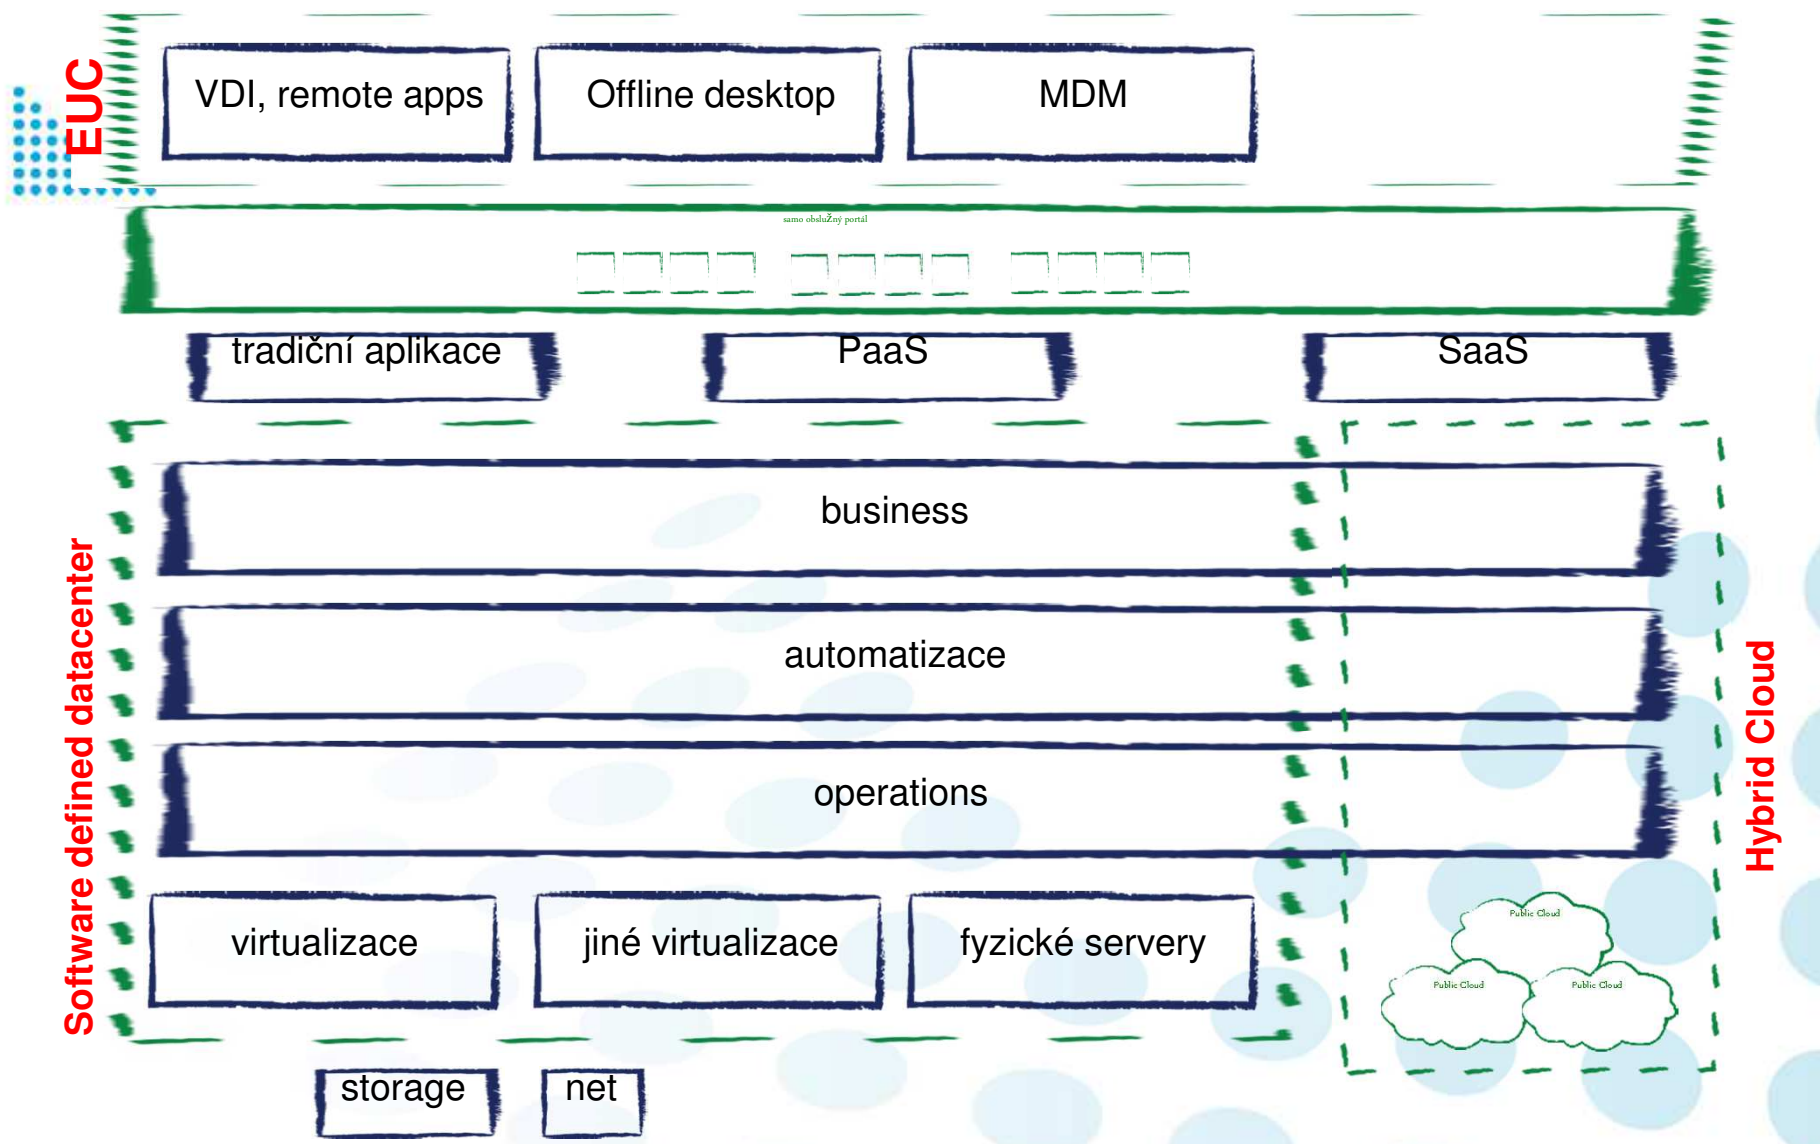 EUC
VDI, remote apps
Offline desktop
MDM
samo obsluŽný portál
tradiční aplikace
PaaS
SaaS
Software defined datacenter
business
automatizace
operations
virtualizace
jiné virtualizace
fyzické servery
Public Cloud
Public Cloud
Public Cloud
Hybrid Cloud
storage
net